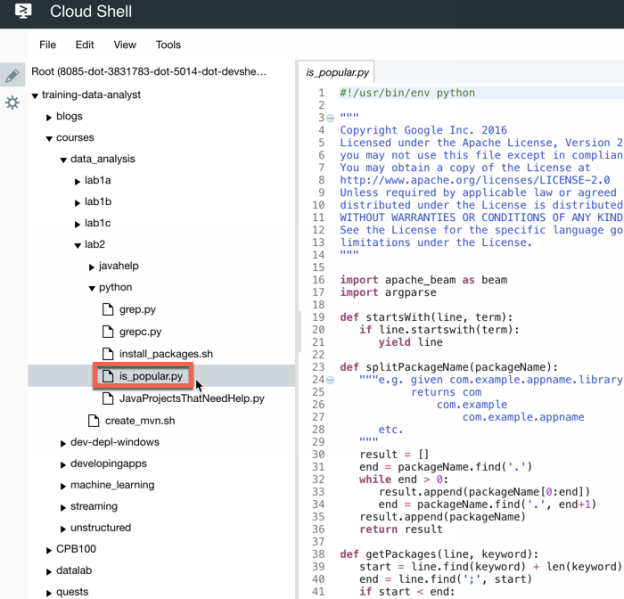 Cloud Shell
File Edit View Tools
Root (8085-dot-3831783-dot-5014-dot-devshe...
training-data-analyst
blogs
courses
data_analysis
lab1a
lab1b
lab1c
lab2
javahelp
python
grep.py
grepc.py
install_packages.sh
is_popular.py
JavaProjectsThatNeedHelp.py
create_mvn.sh
dev-depl-windows
developingapps
machine_learning
streaming
unstructured
CPB100
datalab
quests
is_popular.py
1 #!/usr/bin/env python
2
3 """
4 Copyright Google Inc. 2016
5 Licensed under the Apache License, Version 2
6 you may not use this file except in complian
7 You may obtain a copy of the License at
8 http://www.apache.org/licenses/LICENSE-2.0
9 Unless required by applicable law or agreed
10 distributed under the License is distributed
11 WITHOUT WARRANTIES OR CONDITIONS OF ANY KIND
12 See the License for the specific language go
13 limitations under the License.
14 """
15
16 import apache_beam as beam
17 import argparse
18
19 def startsWith(line, term):
20 if line.startswith(term):
21 yield line
22
23 def splitPackageName(packageName):
24 """e.g. given com.example.appname.library
25 returns com
26 com.example
27 com.example.appname
28 etc.
29 """
30 result = []
31 end = packageName.find('.')
32 while end > 0:
33 result.append(packageName[0:end])
34 end = packageName.find('.', end+1)
35 result.append(packageName)
36 return result
37
38 def getPackages(line, keyword):
39 start = line.find(keyword) + len(keyword)
40 end = line.find(';', start)
41 if start < end: